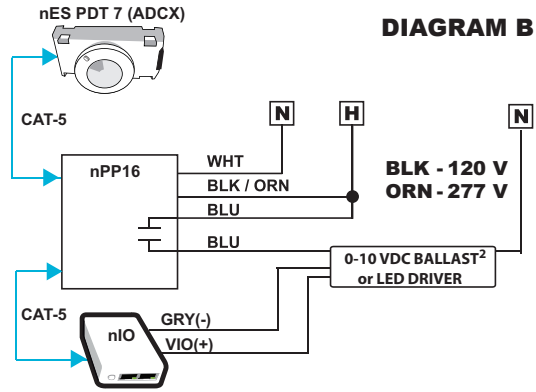 nES PDT 7 (ADCX)
DIAGRAM B
CAT-5
N
H
N
nPP16
WHT
BLK / ORN
BLU
BLU
BLK - 120 V
ORN - 277 V
0-10 VDC BALLAST²
or LED DRIVER
CAT-5
nIO
GRY(-)
VIO(+)